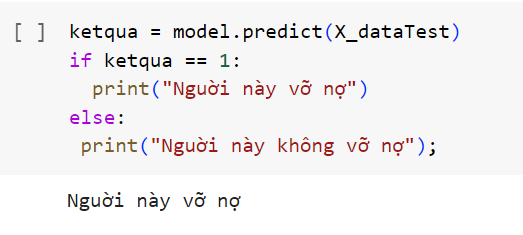 [ ] ketqua = model.predict(X_dataTest)
if ketqua == 1:
print("Người này vỡ nợ")
else:
print("Người này không vỡ nợ");
Người này vỡ nợ